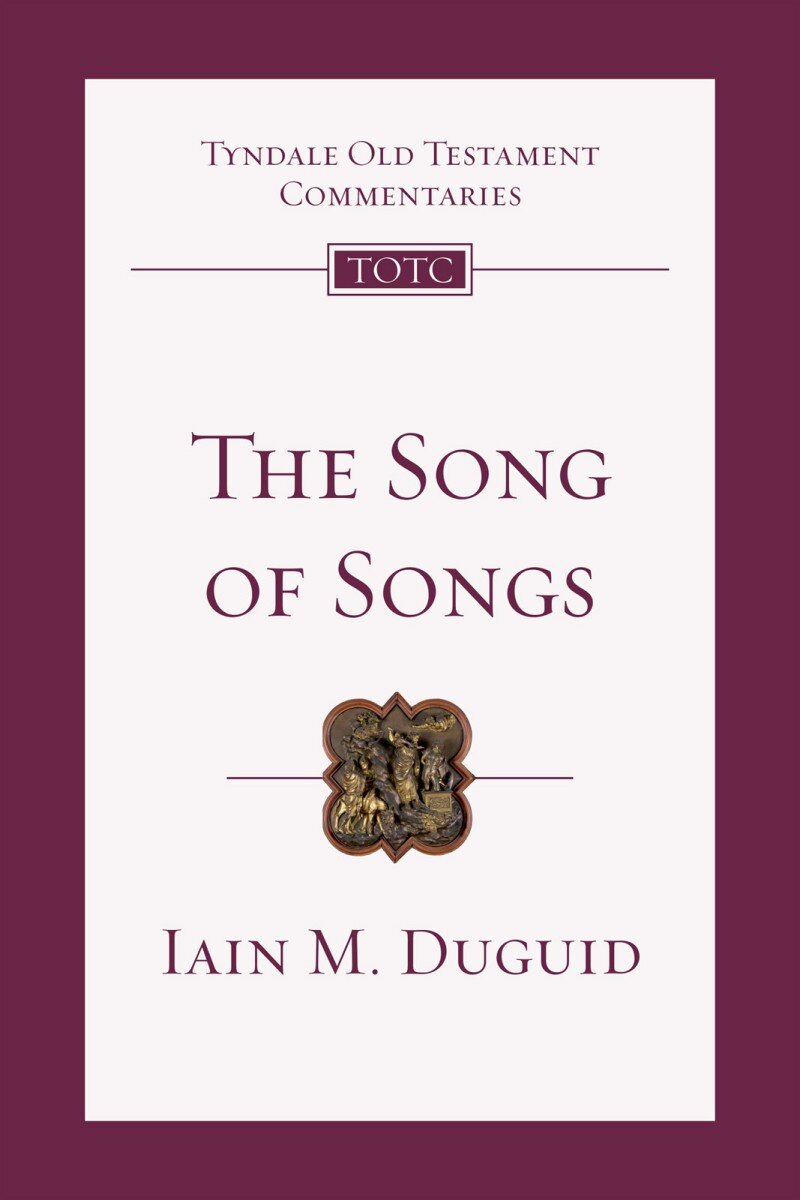 Tyndale Old Testament
Commentaries
TOTC
The Song
of Songs
Iain M. Duguid